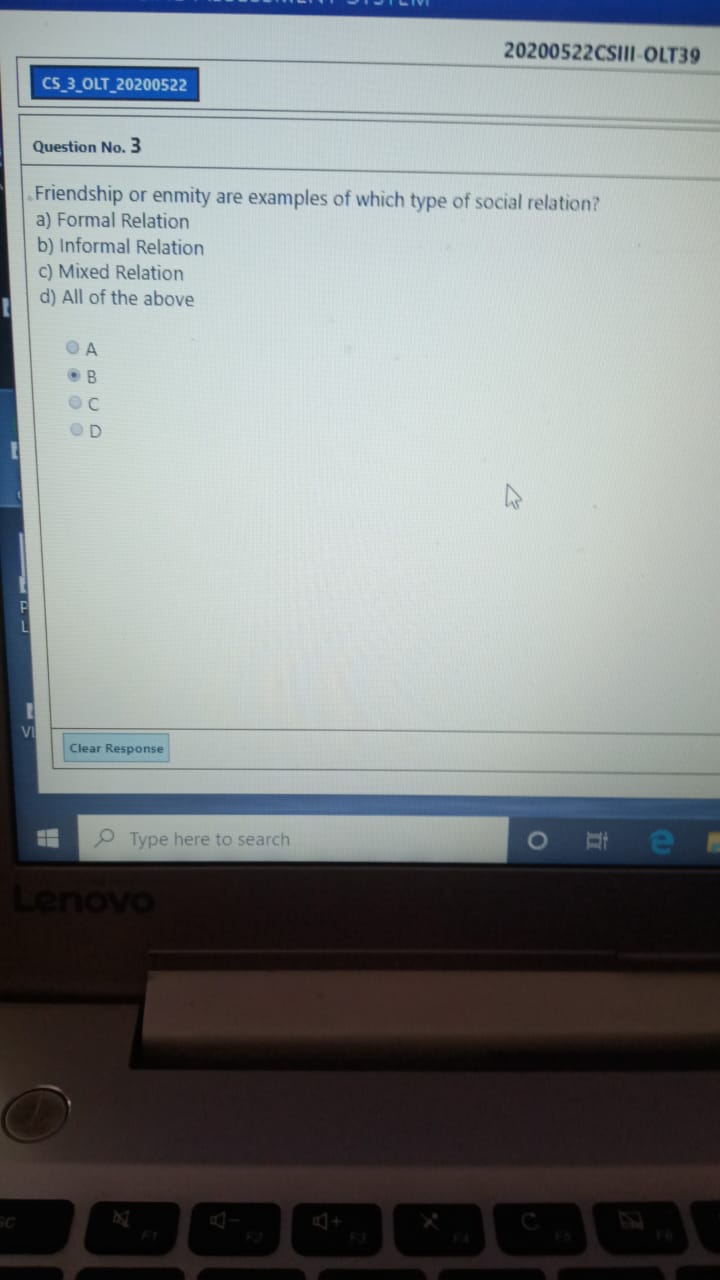 20200522CSIII-OLT39
CS_3_OLT_20200522
Question No. 3
Friendship or enmity are examples of which type of social relation?
a) Formal Relation
b) Informal Relation
c) Mixed Relation
d) All of the above
A
B
C
D
P
L
VI
Clear Response
Type here to search
Lenovo
F1
F2
F3
F4
F5
F6